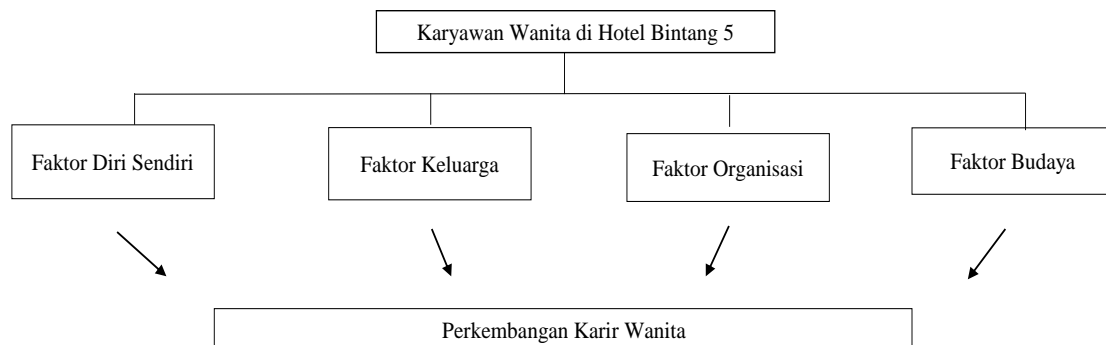 Karyawan Wanita di Hotel Bintang 5
Faktor Diri Sendiri
Faktor Keluarga
Faktor Organisasi
Faktor Budaya
Perkembangan Karir Wanita